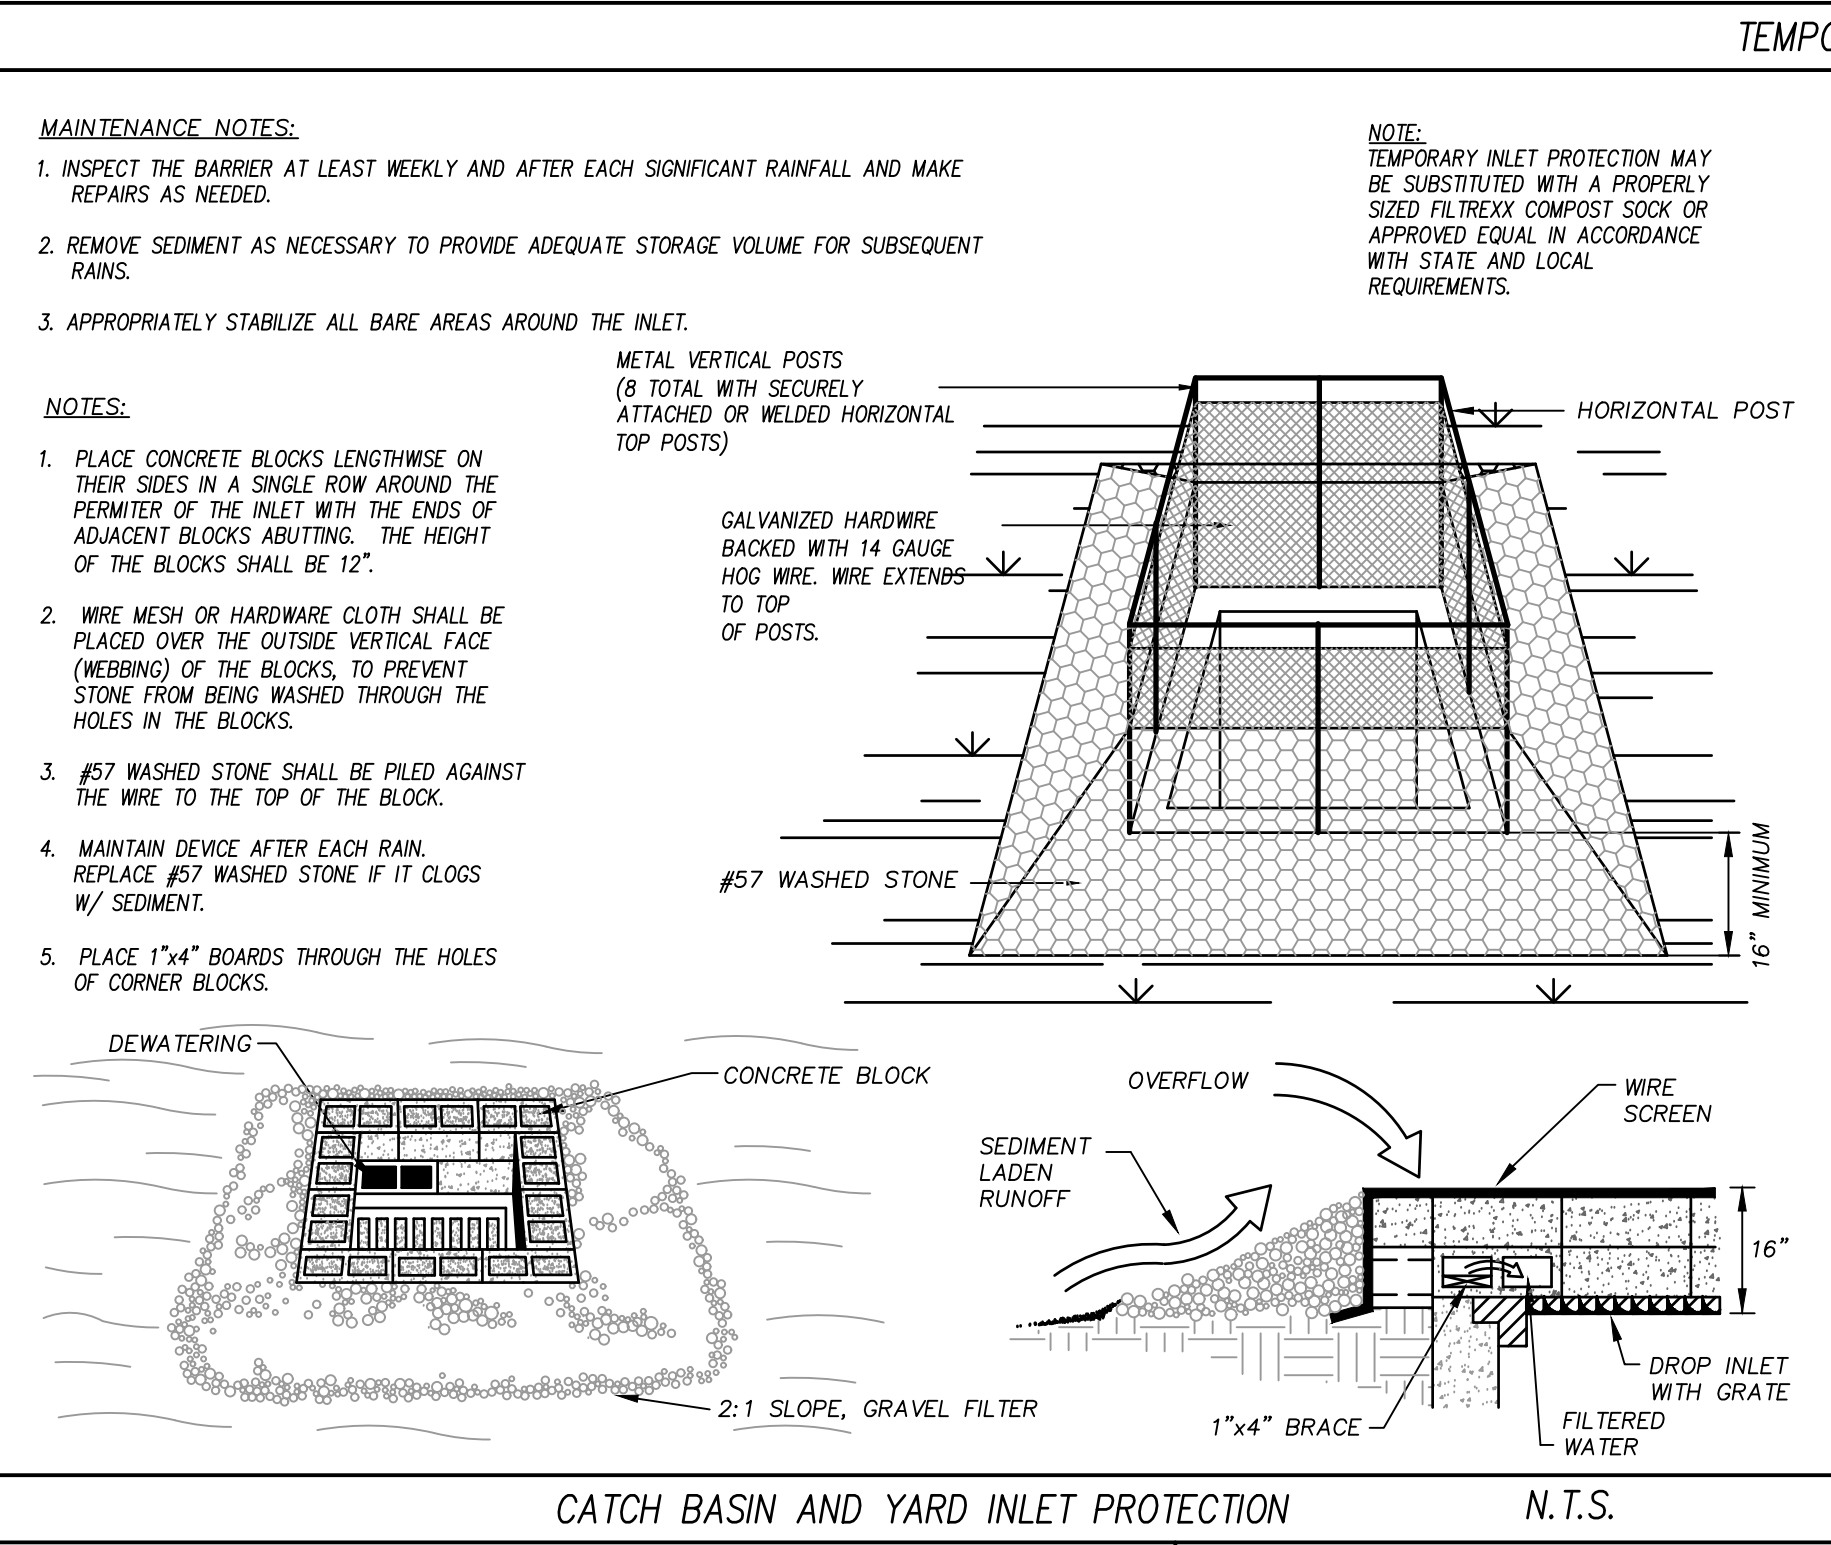 TEMPO
MAINTENANCE NOTES:
1. INSPECT THE BARRIER AT LEAST WEEKLY AND AFTER EACH SIGNIFICANT RAINFALL AND MAKE
REPAIRS AS NEEDED.
2. REMOVE SEDIMENT AS NECESSARY TO PROVIDE ADEQUATE STORAGE VOLUME FOR SUBSEQUENT
RAINS.
3. APPROPRIATELY STABILIZE ALL BARE AREAS AROUND THE INLET.
NOTE:
TEMPORARY INLET PROTECTION MAY
BE SUBSTITUTED WITH A PROPERLY
SIZED FILTREXX COMPOST SOCK OR
APPROVED EQUAL IN ACCORDANCE
WITH STATE AND LOCAL
REQUIREMENTS.
NOTES:
1. PLACE CONCRETE BLOCKS LENGTHWISE ON
THEIR SIDES IN A SINGLE ROW AROUND THE
PERMITER OF THE INLET WITH THE ENDS OF
ADJACENT BLOCKS ABUTTING. THE HEIGHT
OF THE BLOCKS SHALL BE 12".
2. WIRE MESH OR HARDWARE CLOTH SHALL BE
PLACED OVER THE OUTSIDE VERTICAL FACE
(WEBBING) OF THE BLOCKS, TO PREVENT
STONE FROM BEING WASHED THROUGH THE
HOLES IN THE BLOCKS.
3. #57 WASHED STONE SHALL BE PILED AGAINST
THE WIRE TO THE TOP OF THE BLOCK.
4. MAINTAIN DEVICE AFTER EACH RAIN.
REPLACE #57 WASHED STONE IF IT CLOGS
W/ SEDIMENT.
5. PLACE 1"x4" BOARDS THROUGH THE HOLES
OF CORNER BLOCKS.
METAL VERTICAL POSTS
(8 TOTAL WITH SECURELY
ATTACHED OR WELDED HORIZONTAL
TOP POSTS)
HORIZONTAL POST
GALVANIZED HARDWIRE
BACKED WITH 14 GAUGE
HOG WIRE. WIRE EXTENDS
TO TOP
OF POSTS.
#57 WASHED STONE
16" MINIMUM
DEWATERING
CONCRETE BLOCK
2:1 SLOPE, GRAVEL FILTER
OVERFLOW
WIRE
SCREEN
SEDIMENT
LADEN
RUNOFF
16"
DROP INLET
WITH GRATE
1"x4" BRACE
FILTERED
WATER
CATCH BASIN AND YARD INLET PROTECTION
N.T.S.